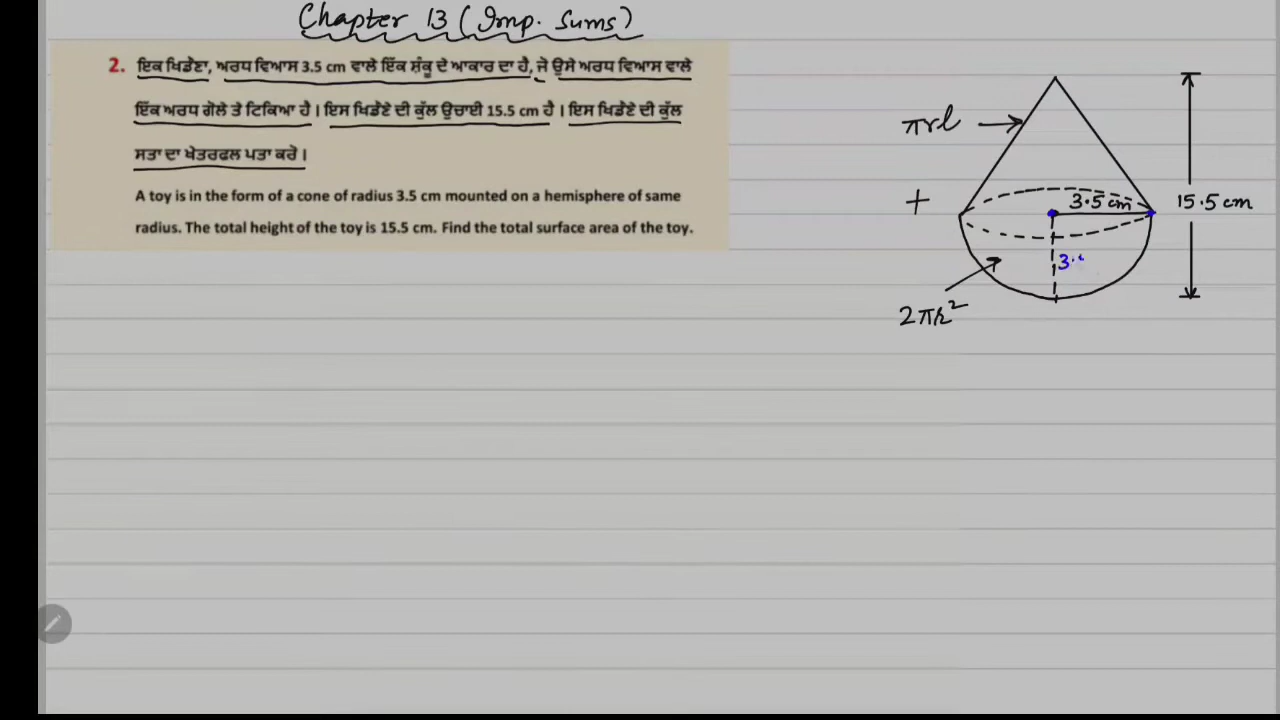 Chapter 13 (Imp. Sums)
2. ਇਕ ਖਿਡੌਣਾ, ਅਰਧ ਵਿਆਸ 3.5 cm ਵਾਲੇ ਇੱਕ ਸ਼ੰਕੂ ਦੇ ਆਕਾਰ ਦਾ ਹੈ, ਜੋ ਉਸੇ ਅਰਧ ਵਿਆਸ ਵਾਲੇ
ਇੱਕ ਅਰਧ ਗੋਲੇ ਤੇ ਟਿਕਿਆ ਹੈ। ਇਸ ਖਿਡੌਣੇ ਦੀ ਕੁੱਲ ਉਚਾਈ 15.5 cm ਹੈ। ਇਸ ਖਿਡੌਣੇ ਦੀ ਕੁੱਲ
ਸਤਾ ਦਾ ਖੇਤਰਫਲ ਪਤਾ ਕਰੋ।
A toy is in the form of a cone of radius 3.5 cm mounted on a hemisphere of same
radius. The total height of the toy is 15.5 cm. Find the total surface area of the toy.
πrl
+
3.5 cm
15.5 cm
3.
2πr²